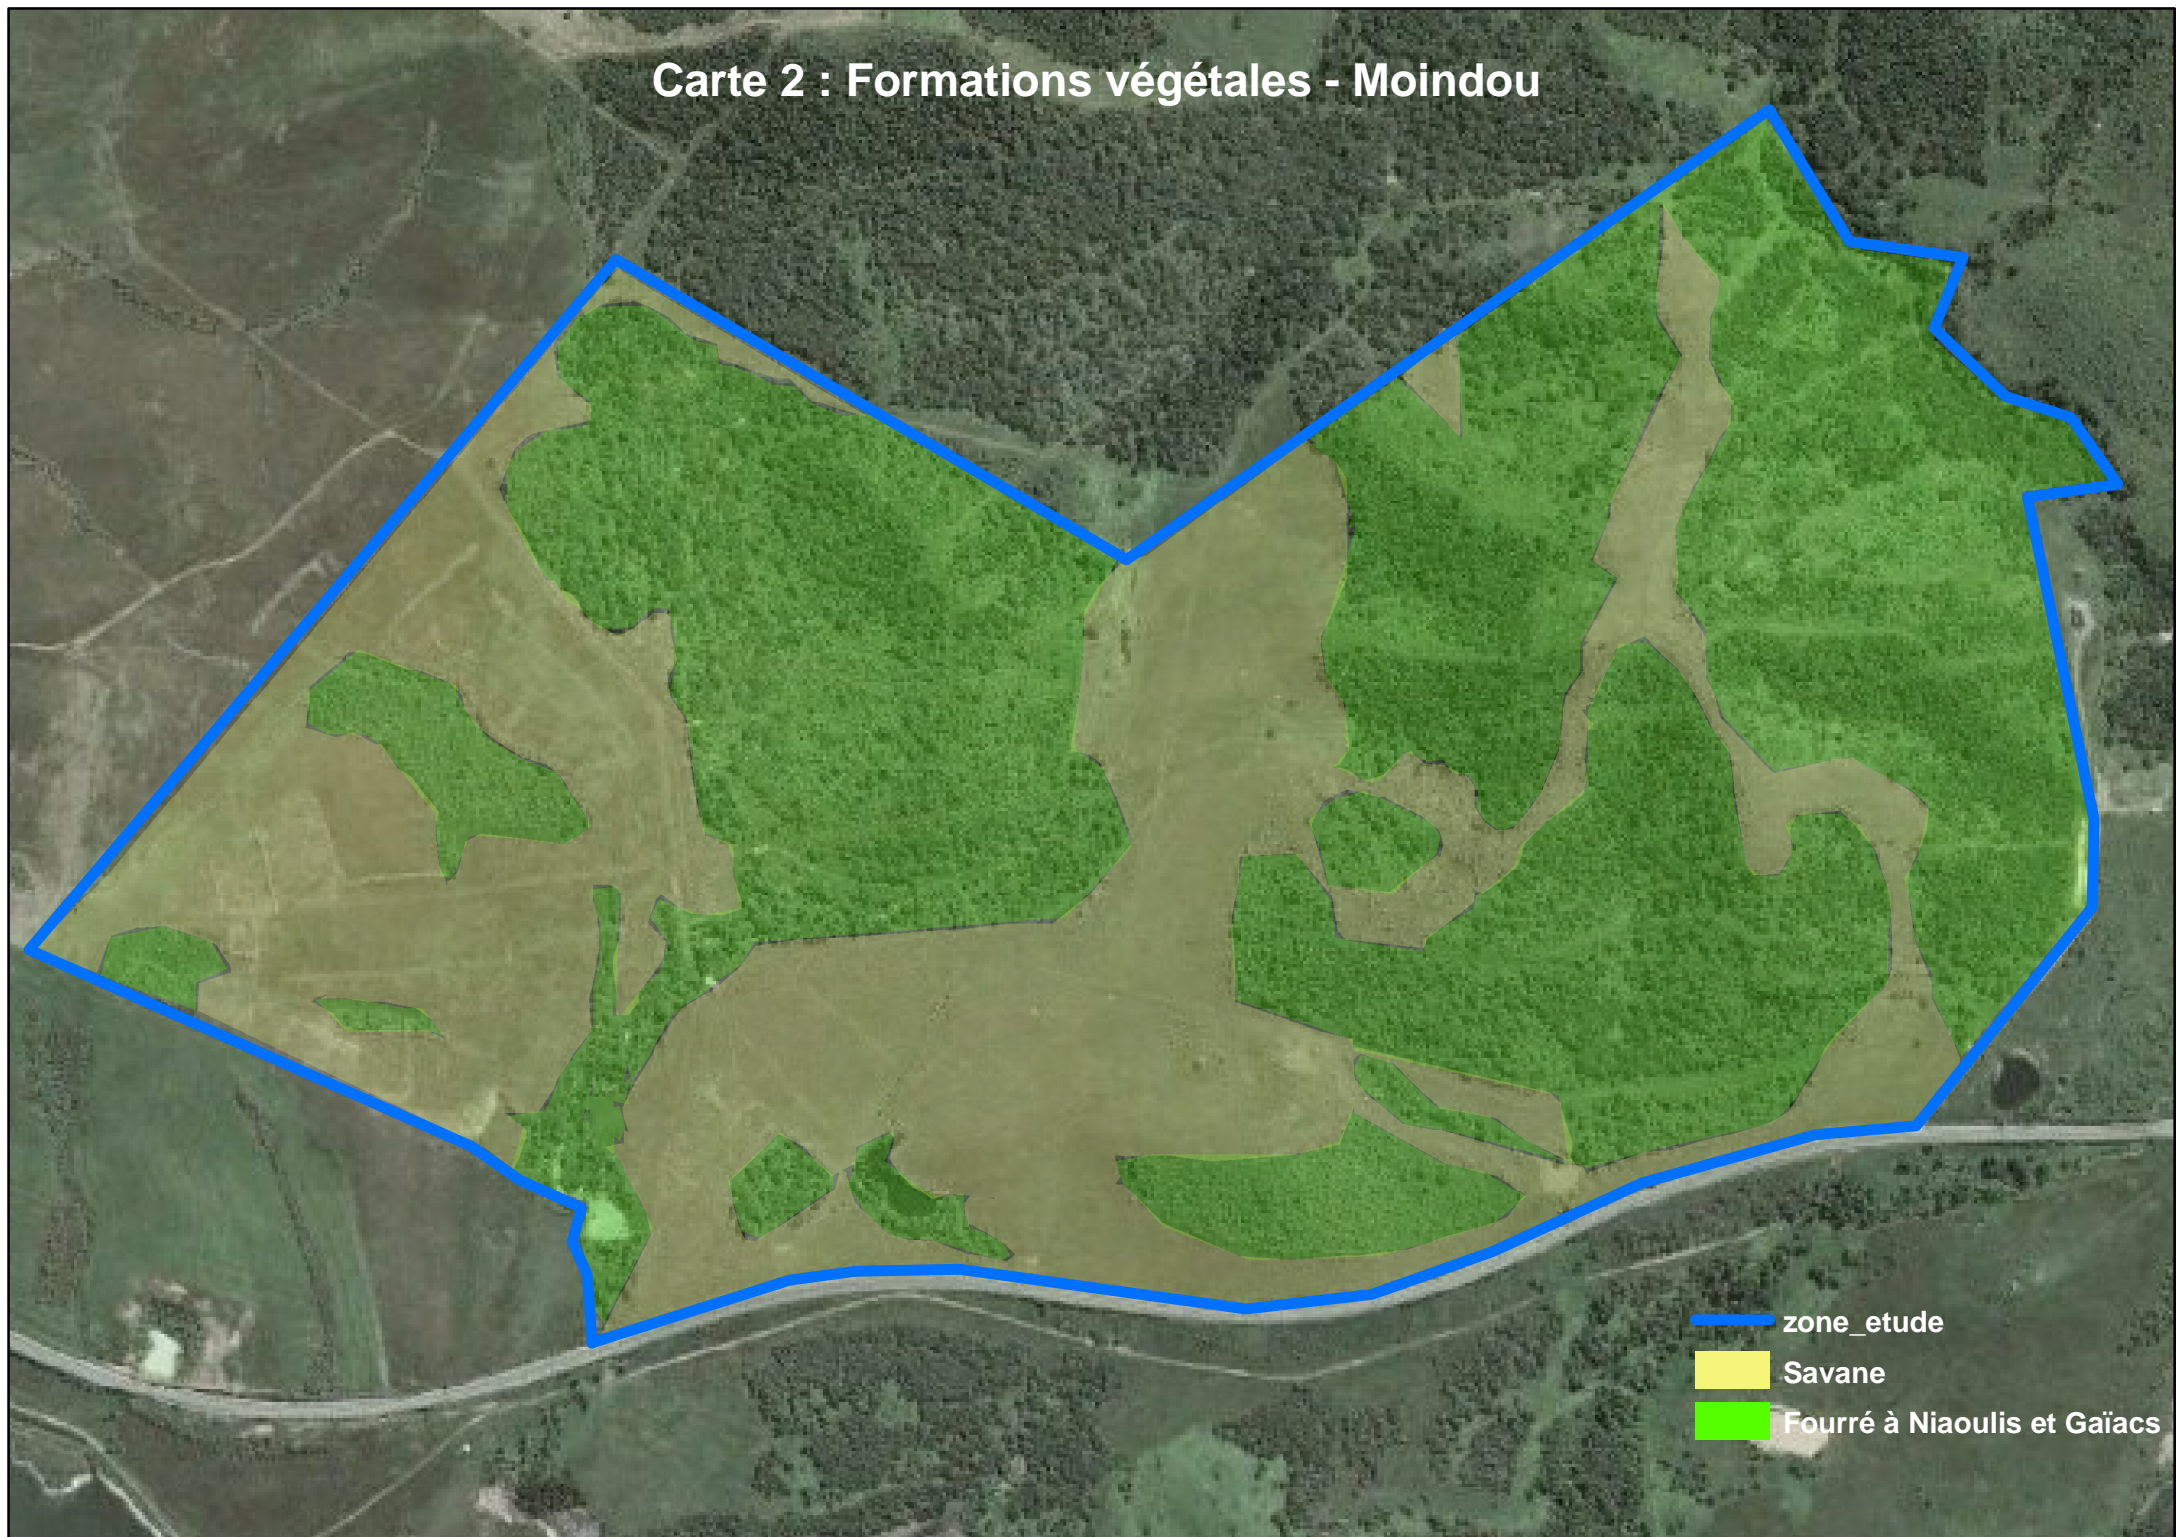 Carte 2 : Formations végétales - Moindou
zone_etude
Savane
Fourré à Niaoulis et Gaïacs